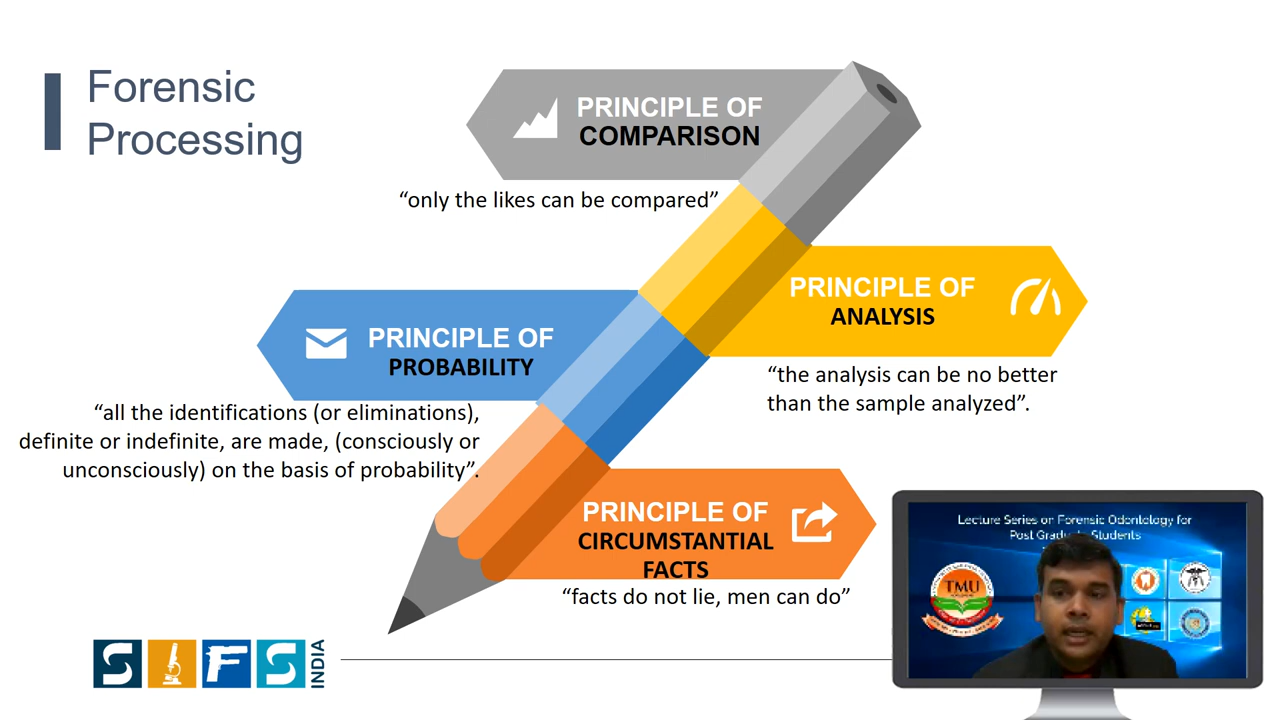 Forensic
Processing
PRINCIPLE OF
COMPARISON
“only the likes can be compared”
PRINCIPLE OF
ANALYSIS
“the analysis can be no better
than the sample analyzed”.
PRINCIPLE OF
PROBABILITY
“all the identifications (or eliminations),
definite or indefinite, are made, (consciously or
unconsciously) on the basis of probability”.
PRINCIPLE OF
CIRCUMSTANTIAL
FACTS
“facts do not lie, men can do”
SIFS
INDIA
Lecture Series on Forensic Odontology for
Post Students
TMU